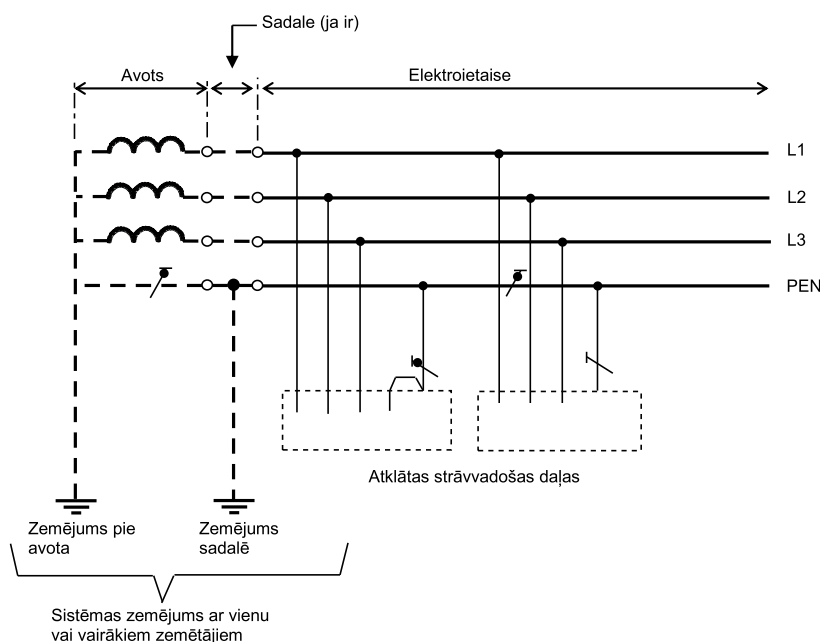 Sadale (ja ir)
Avots
Elektroietaise
L1
L2
L3
PEN
Atklātas strāvvadošas daļas
Zemējums pie
avota
Zemējums
sadalē
Sistēmas zemējums ar vienu
vai vairākiem zemētājiem